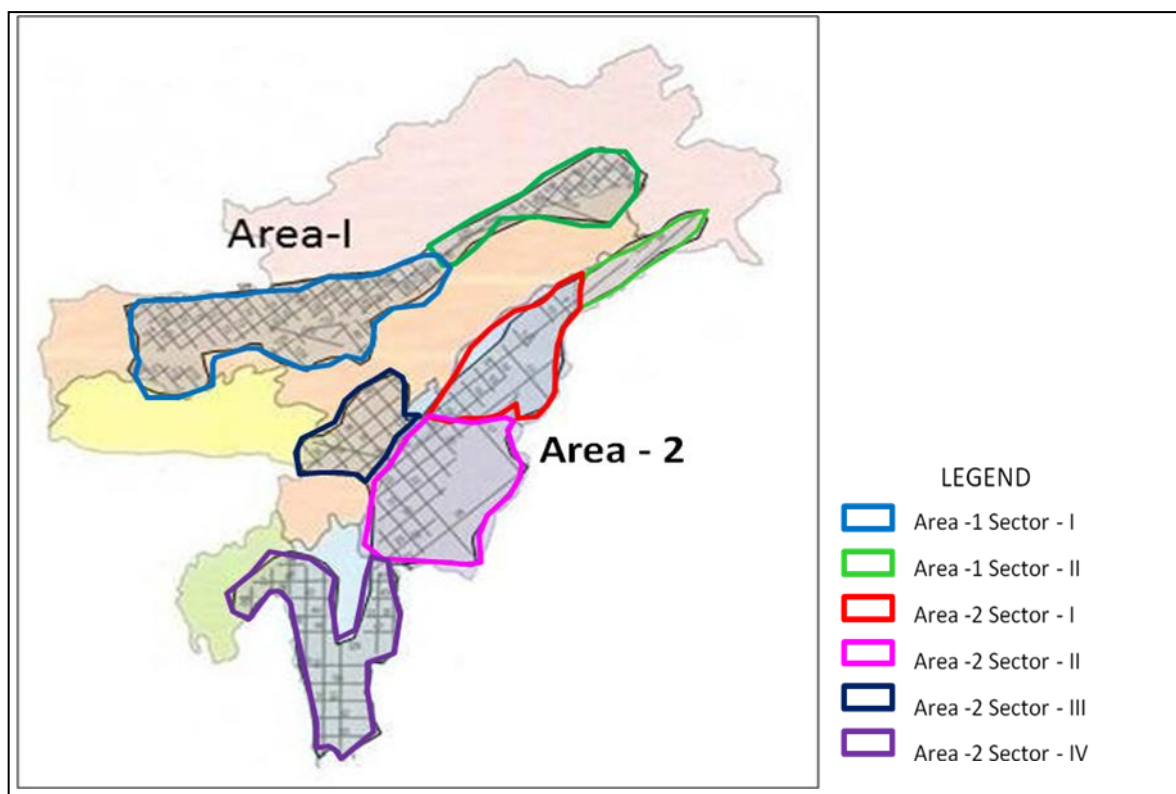 Area-I
Area - 2
LEGEND
Area -1 Sector - I
Area -1 Sector - II
Area -2 Sector - I
Area -2 Sector - II
Area -2 Sector - III
Area -2 Sector - IV